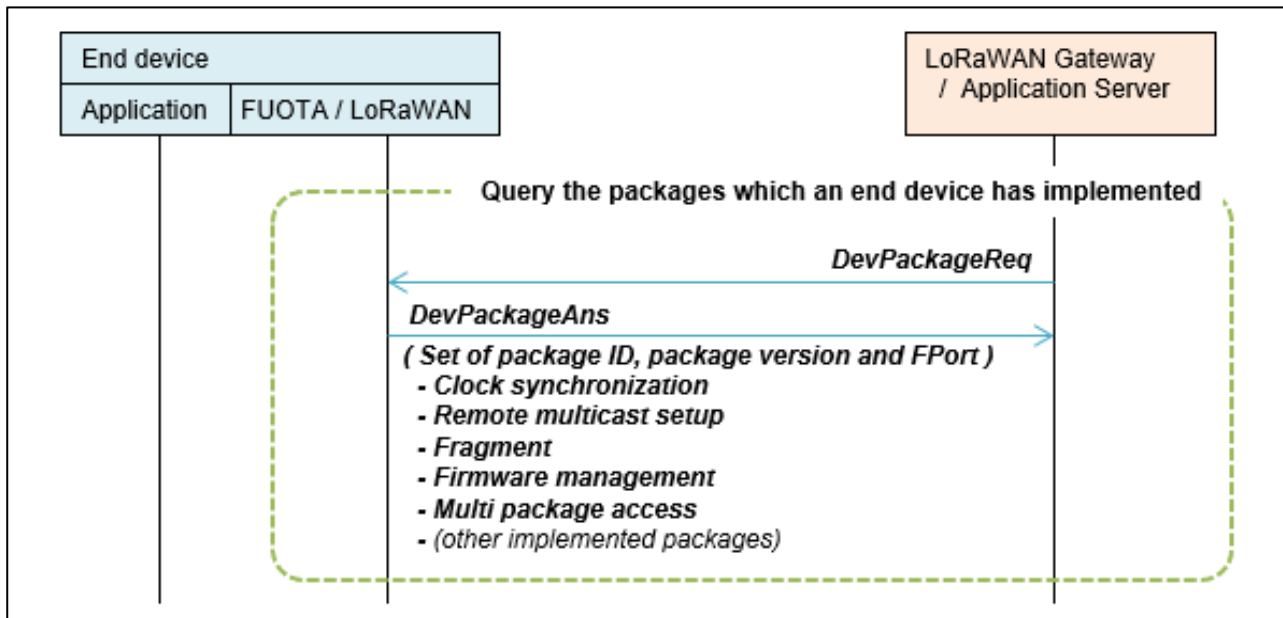 End device
Application
FUOTA / LoRaWAN
LoRaWAN Gateway
/ Application Server
Query the packages which an end device has implemented
DevPackageReq
DevPackageAns
( Set of package ID, package version and FPort )
- Clock synchronization
- Remote multicast setup
- Fragment
- Firmware management
- Multi package access
- (other implemented packages)